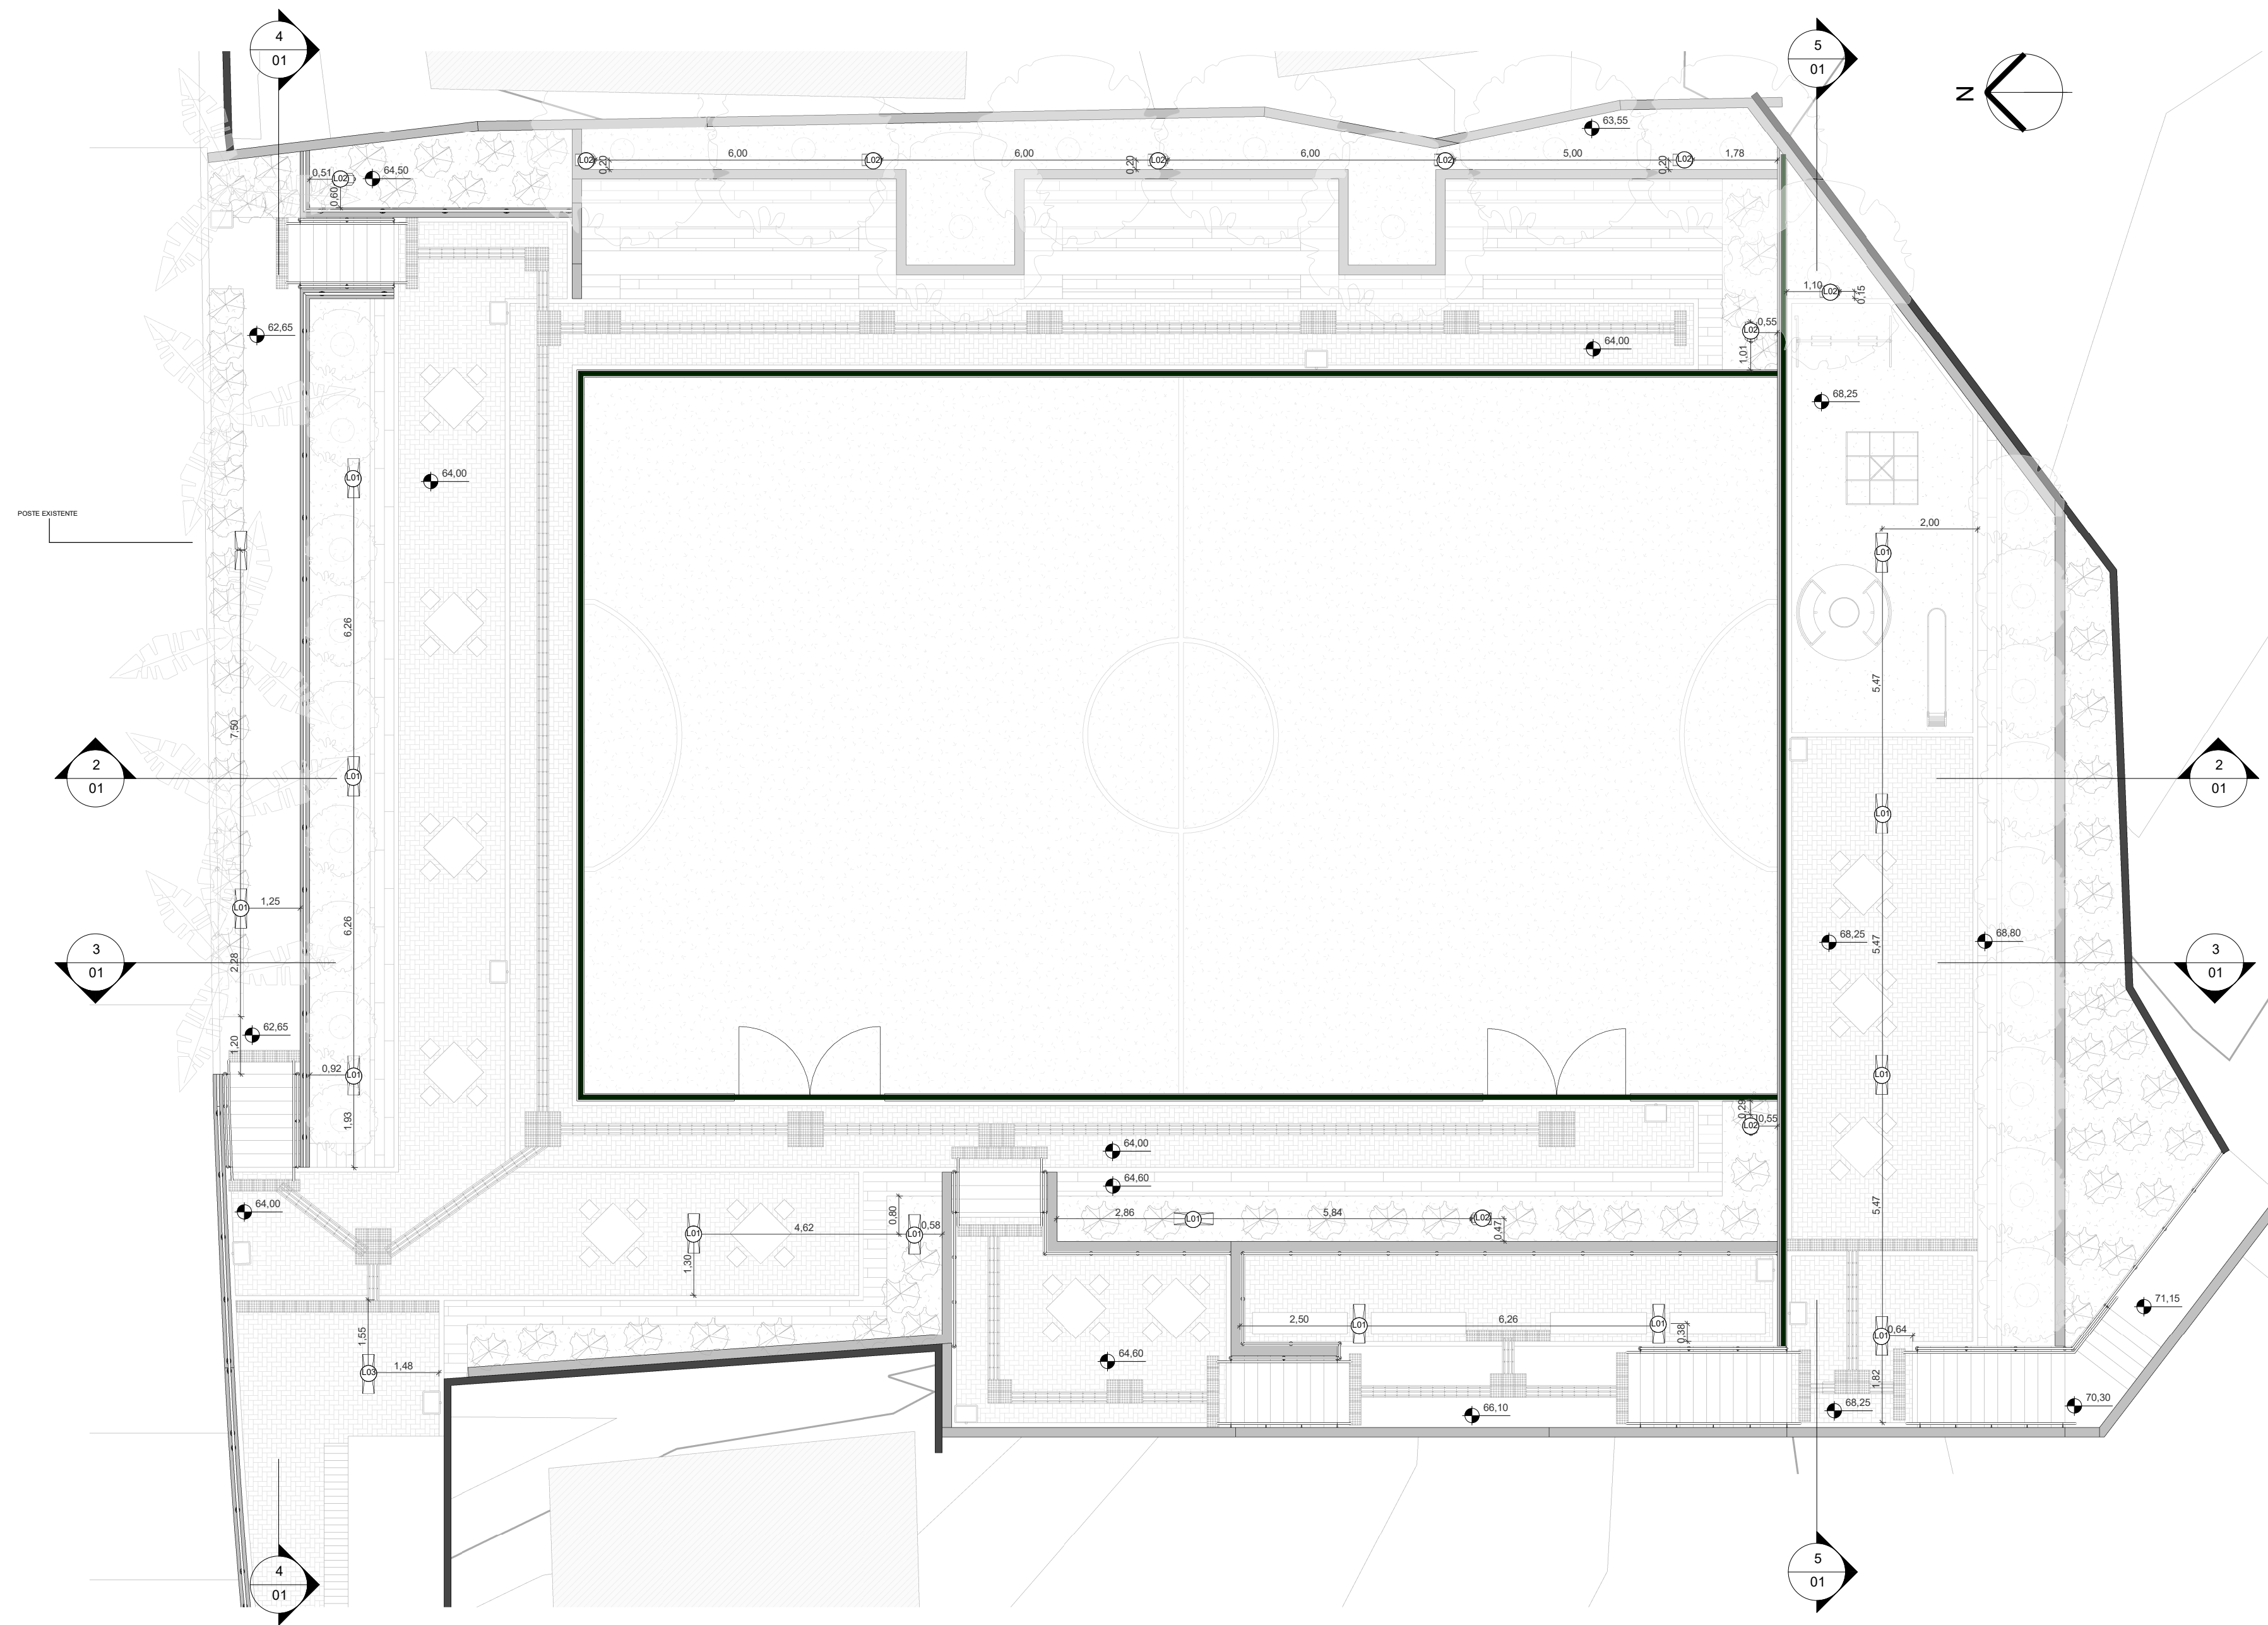 4
01
5
01
N
63,55
L02
6,00
L02
6,00
L02
6,00
L02
5,00
L02
1,78
0,20
0,20
0,20
0,51
L02
64,50
0,60
1,10
L02
0,15
62,65
L02
0,55
64,00
1,01
68,25
64,00
L01
POSTE EXISTENTE
2,00
L01
6,26
5,47
7,50
2
01
L01
2
01
L01
L01
1,25
6,26
68,25
5,47
68,80
3
01
2,28
3
01
62,65
1,20
0,92
L01
L01
1,93
0,29
L02
0,55
64,00
64,60
64,00
0,80
2,86
L01
5,84
L02
0,47
5,47
L01
4,62
L01
0,58
1,30
71,15
1,55
2,50
L01
6,26
L01
0,38
L01
0,64
64,60
L03
1,48
1,82
66,10
68,25
70,30
4
01
5
01